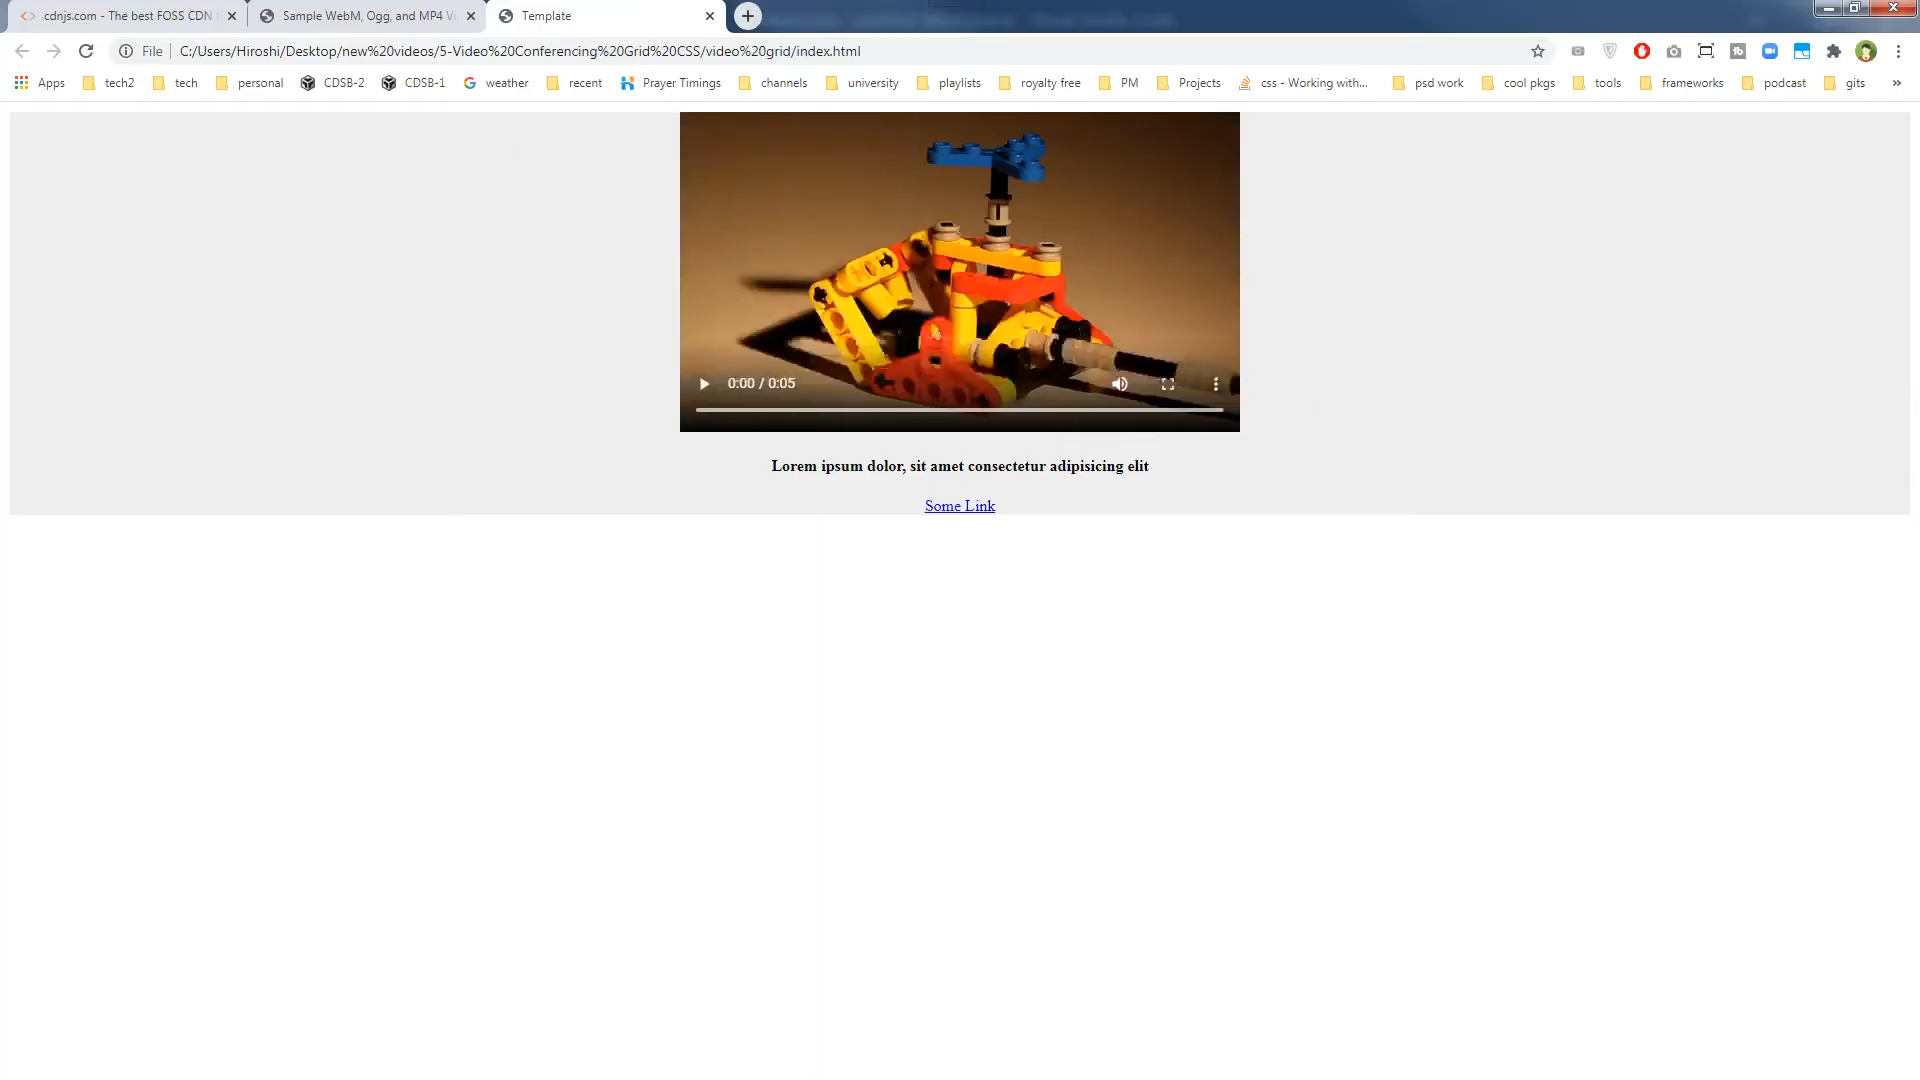 cdnjs.com - The best FOSS CDN
Sample WebM, Ogg, and MP4 Vi
Template
File
C:/Users/Hiroshi/Desktop/new%20videos/5-Video%20Conferencing%20Grid%20CSS/video%20grid/index.html
Apps tech2 tech personal CDSB-2 CDSB-1 weather recent Prayer Timings channels university playlists royalty free PM Projects css - Working with... psd work cool pkgs tools frameworks podcast gits »
0:00 / 0:05
Lorem ipsum dolor, sit amet consectetur adipisicing elit
Some Link